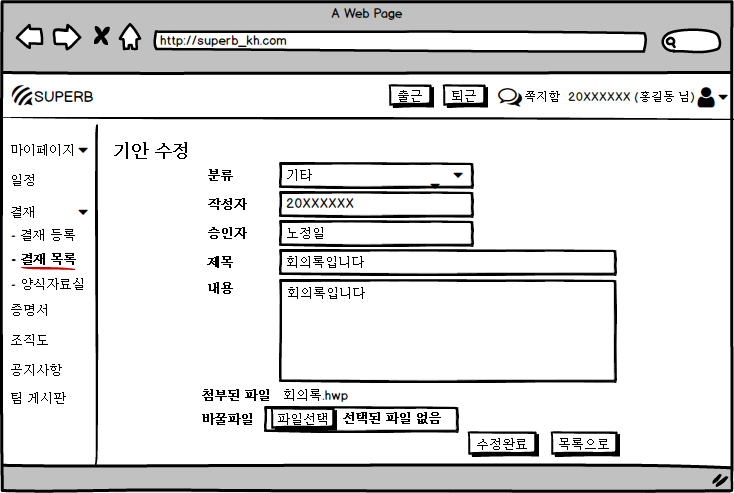 A Web Page
http://superb_kh.com
SUPERB
출근
퇴근
쪽지함
20XXXXXX (홍길동 님)
마이페이지
일정
결재
- 결재 등록
- 결재 목록
- 양식자료실
증명서
조직도
공지사항
팀 게시판
기안 수정
분류 기타
작성자 20XXXXXX
승인자 노정일
제목 회의록입니다
내용 회의록입니다
첨부된 파일 회의록.hwp
바꿀파일 파일선택 선택된 파일 없음
수정완료
목록으로